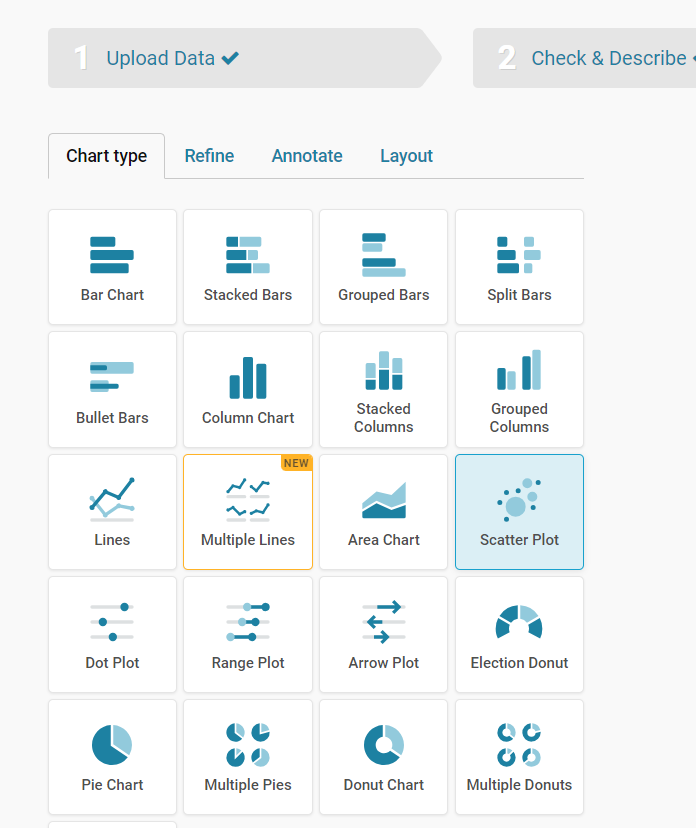 1 Upload Data
2 Check & Describe
Chart type Refine Annotate Layout
Bar Chart Stacked Bars Grouped Bars Split Bars
Bullet Bars Column Chart Stacked Columns Grouped Columns
NEW
Lines Multiple Lines Area Chart Scatter Plot
Dot Plot Range Plot Arrow Plot Election Donut
Pie Chart Multiple Pies Donut Chart Multiple Donuts